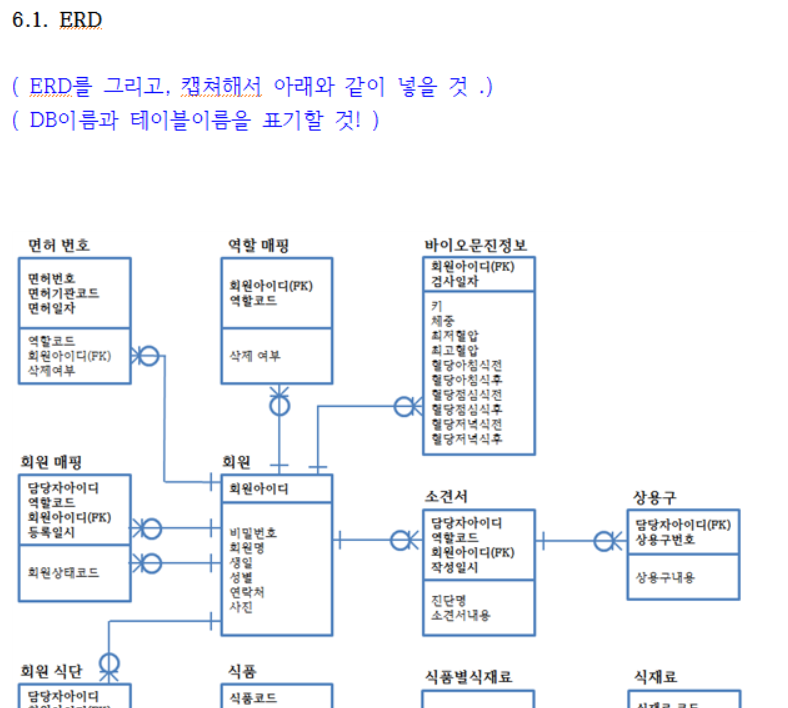 6.1. ERD
( ERD를 그리고, 캡쳐해서 아래와 같이 넣을 것 .)
( DB이름과 테이블이름을 표기할 것! )
면허 번호
면허번호
면허기관코드
면허일자
역할코드
회원아이디(FK)
삭제여부
역할 매핑
회원아이디(FK)
역할코드
삭제 여부
바이오문진정보
회원아이디(FK)
검사일자
키
체중
최저혈압
최고혈압
혈당아침식전
혈당아침식후
혈당점심식전
혈당점심식후
혈당저녁식전
혈당저녁식후
회원 매핑
담당자아이디
역할코드
회원아이디(FK)
등록일시
회원상태코드
회원
회원아이디
비밀번호
회원명
생일
성별
연락처
사진
소견서
담당자아이디
역할코드
회원아이디(FK)
작성일시
진단명
소견서내용
상용구
담당자아이디(FK)
상용구번호
상용구내용
회원 식단
담당자아이디
식품
식품코드
식품별식재료
식재료